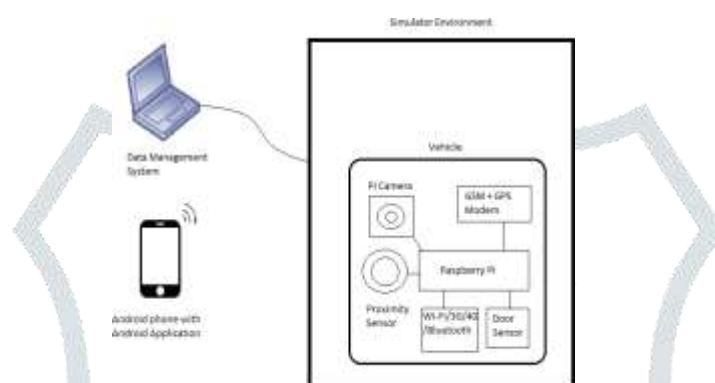 Simulator Environment
Data Management
System
Vehicle
Pi Camera
GSM + GPS
Modem
Raspberry Pi
Proximity
Sensor
Wi-Fi/3G/4G
/Bluetooth
Door
Sensor
Android phone with
Android Application